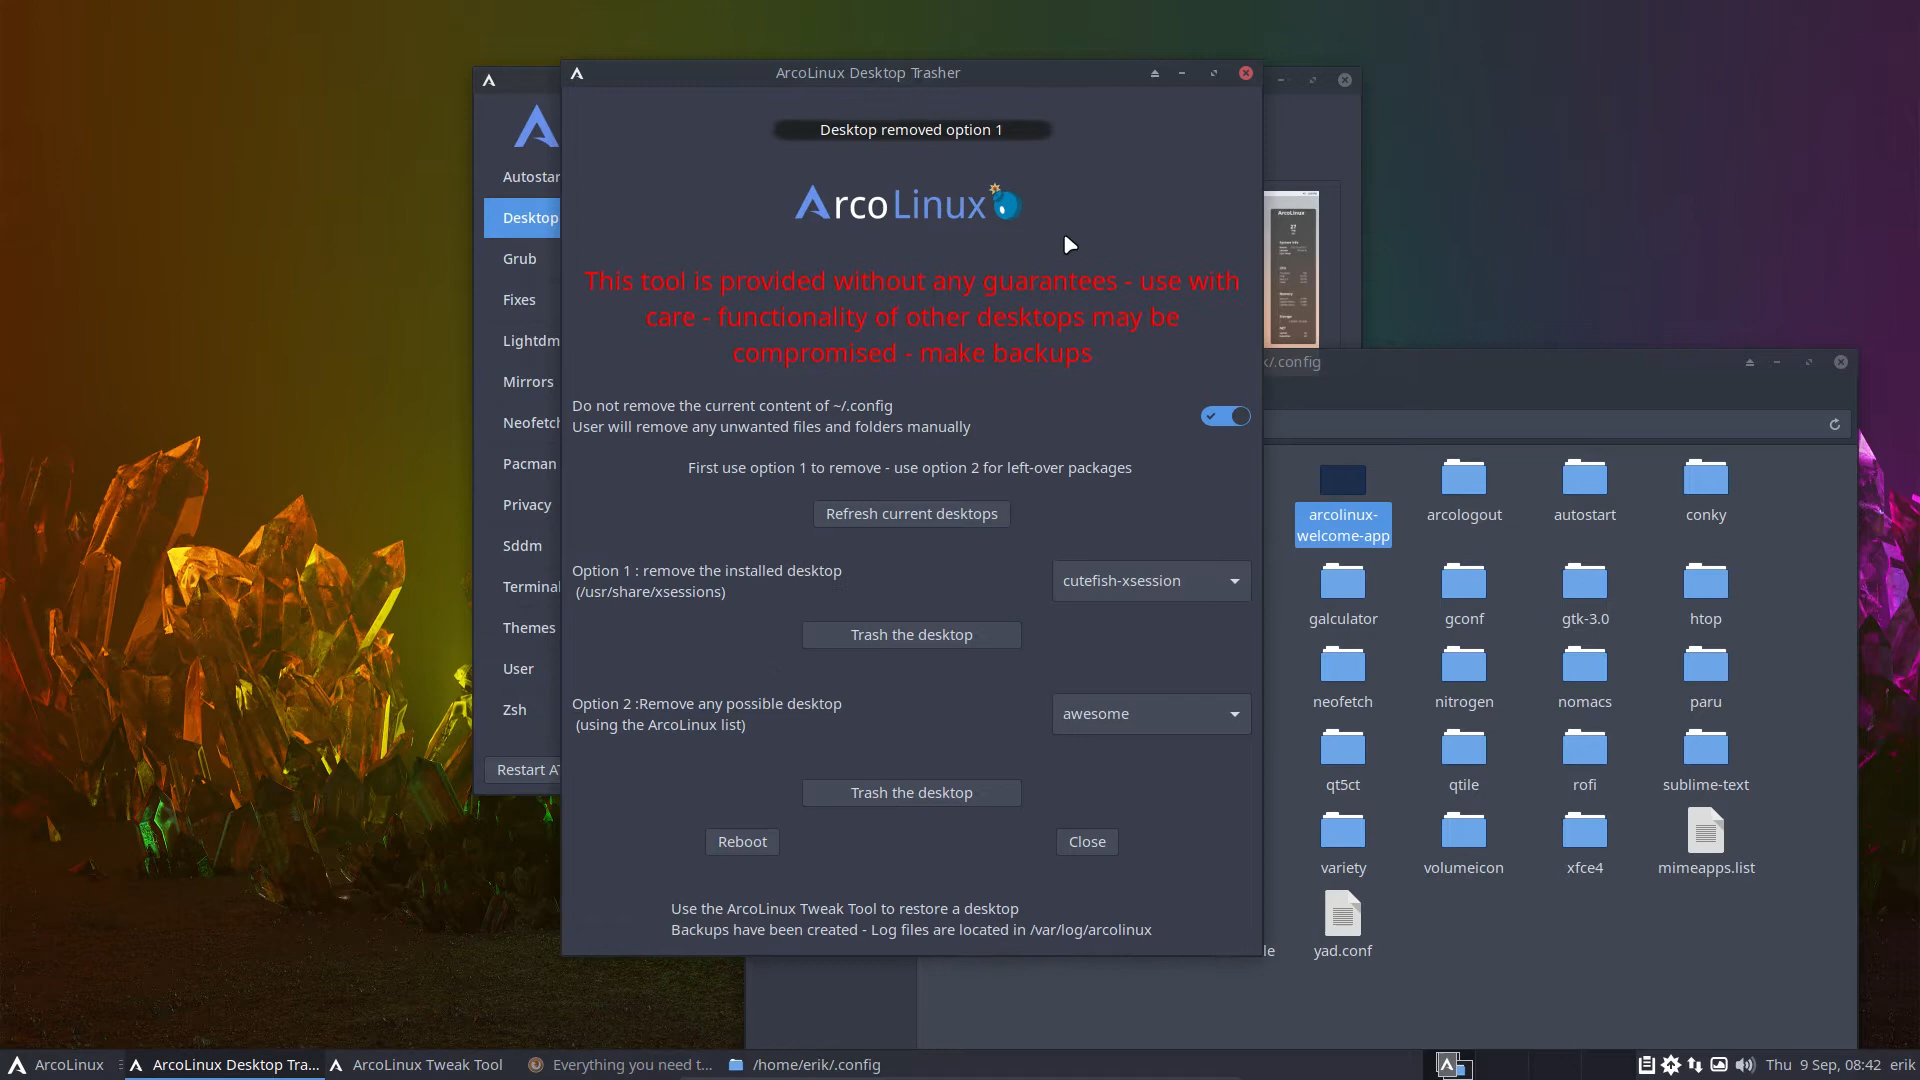 ArcoLinux Desktop Trasher
Desktop removed option 1
ArcoLinux
This tool is provided without any guarantees - use with
care - functionality of other desktops may be
compromised - make backups
Do not remove the current content of ~/.config
User will remove any unwanted files and folders manually
First use option 1 to remove - use option 2 for left-over packages
Refresh current desktops
Option 1 : remove the installed desktop
(/usr/share/xsessions)
cutefish-xsession
Trash the desktop
Option 2 :Remove any possible desktop
(using the ArcoLinux list)
awesome
Trash the desktop
Reboot
Close
Use the ArcoLinux Tweak Tool to restore a desktop
Backups have been created - Log files are located in /var/log/arcolinux
Autostar
Desktop
Grub
Fixes
Lightdm
Mirrors
Neofetch
Pacman
Privacy
Sddm
Terminal
Themes
User
Zsh
Restart AT
ArcoLinux
27
k/.config
arcolinux-
welcome-app
arcologout
autostart
conky
galculator
gconf
gtk-3.0
htop
neofetch
nitrogen
nomacs
paru
qt5ct
qtile
rofi
sublime-text
variety
volumeicon
xfce4
mimeapps.list
le
yad.conf
ArcoLinux
ArcoLinux Desktop Tra...
ArcoLinux Tweak Tool
Everything you need t...
/home/erik/.config
Thu 9 Sep, 08:42
erik